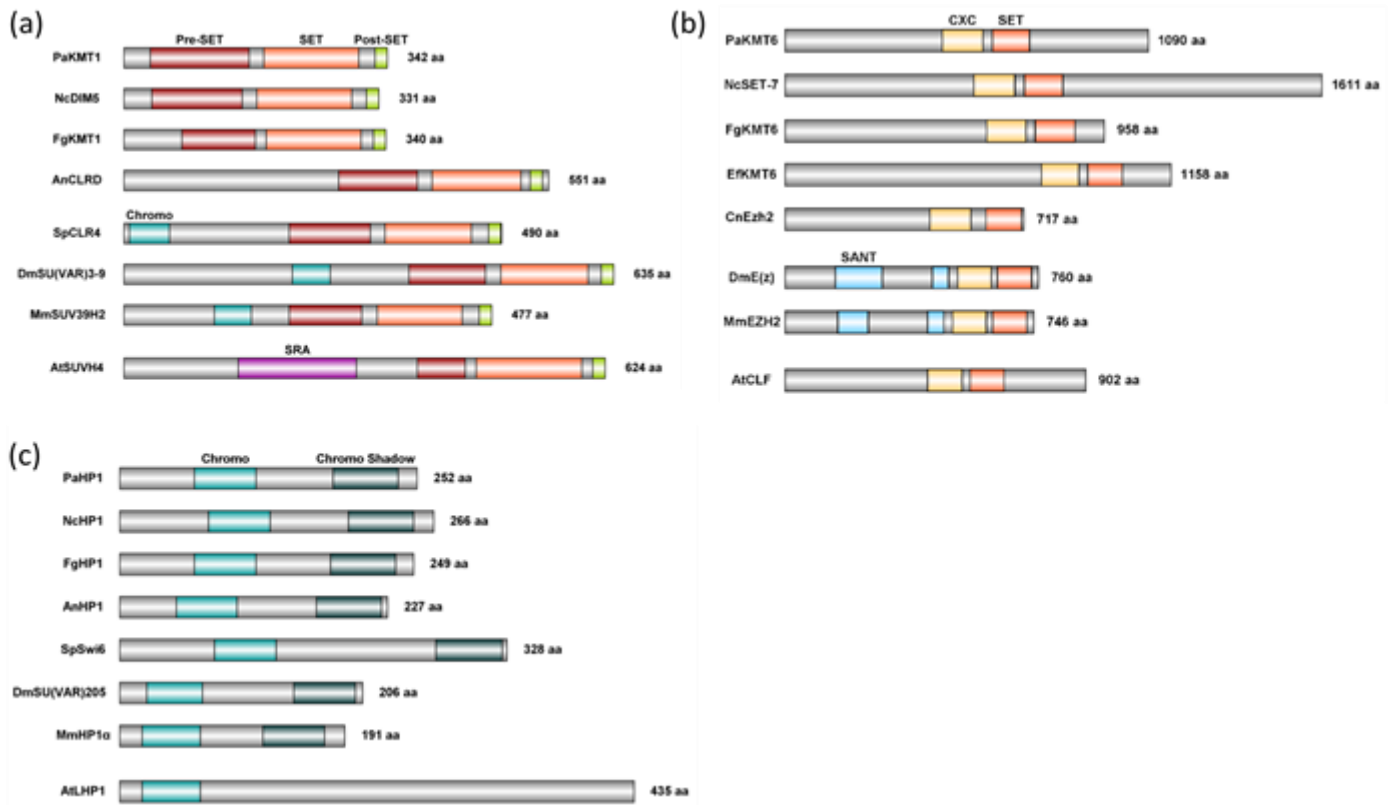 (a)
Pre-SET SET Post-SET
PaKMT1 342 aa
NcDIM5 331 aa
FgKMT1 340 aa
AnCLRD 551 aa
Chromo
SpCLR4 490 aa
DmSU(VAR)3-9 635 aa
MmSUV39H2 477 aa
SRA
AtSUVH4 624 aa
(b)
CXC SET
PaKMT6 1090 aa
NcSET-7 1611 aa
FgKMT6 958 aa
EfKMT6 1158 aa
CnEzh2 717 aa
SANT
DmE(z) 760 aa
MmEZH2 746 aa
AtCLF 902 aa
(c)
Chromo Chromo Shadow
PaHP1 252 aa
NcHP1 266 aa
FgHP1 249 aa
AnHP1 227 aa
SpSwi6 328 aa
DmSU(VAR)205 206 aa
MmHP1α 191 aa
AtLHP1 435 aa